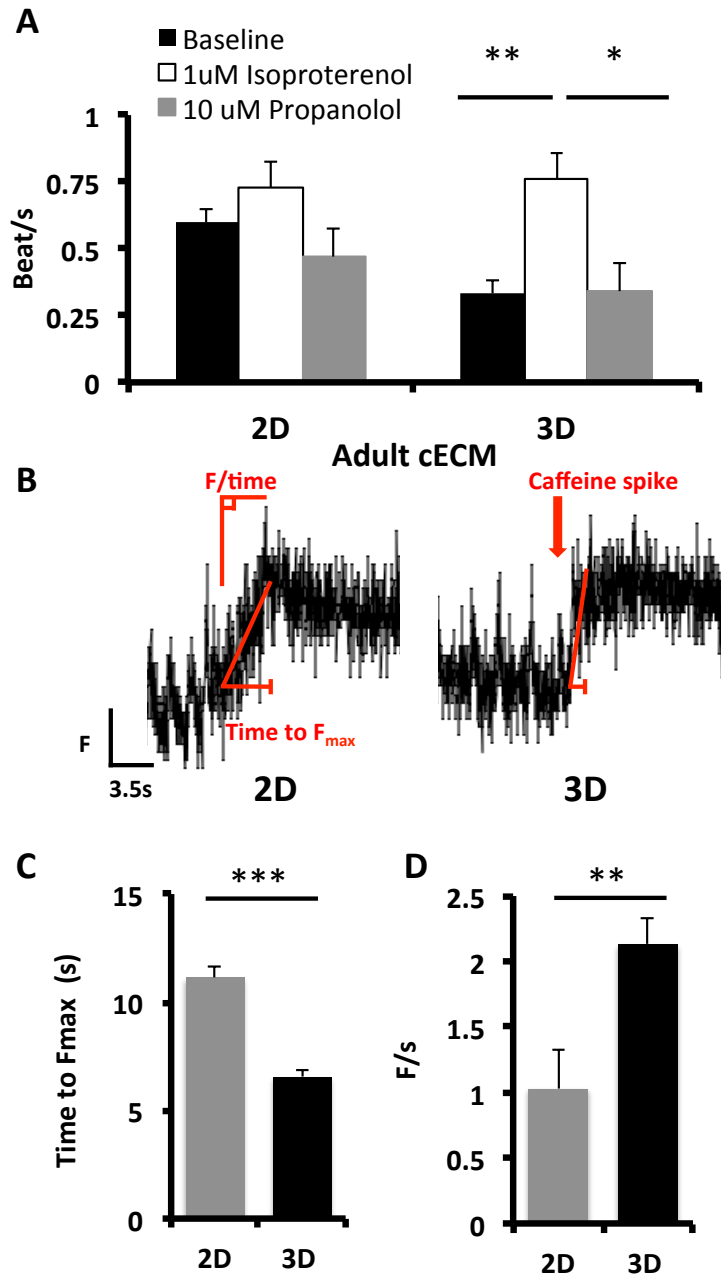 A
Baseline
1uM Isoproterenol
10 uM Propanolol
** *
1
0.75
0.5
0.25
0
Beat/s
2D 3D
Adult cECM
B
F/time
Caffeine spike
Time to Fmax
F
3.5s
2D 3D
C
***
15
10
5
0
Time to Fmax (s)
2D 3D
D
**
2.5
2
1.5
1
0.5
0
F/s
2D 3D